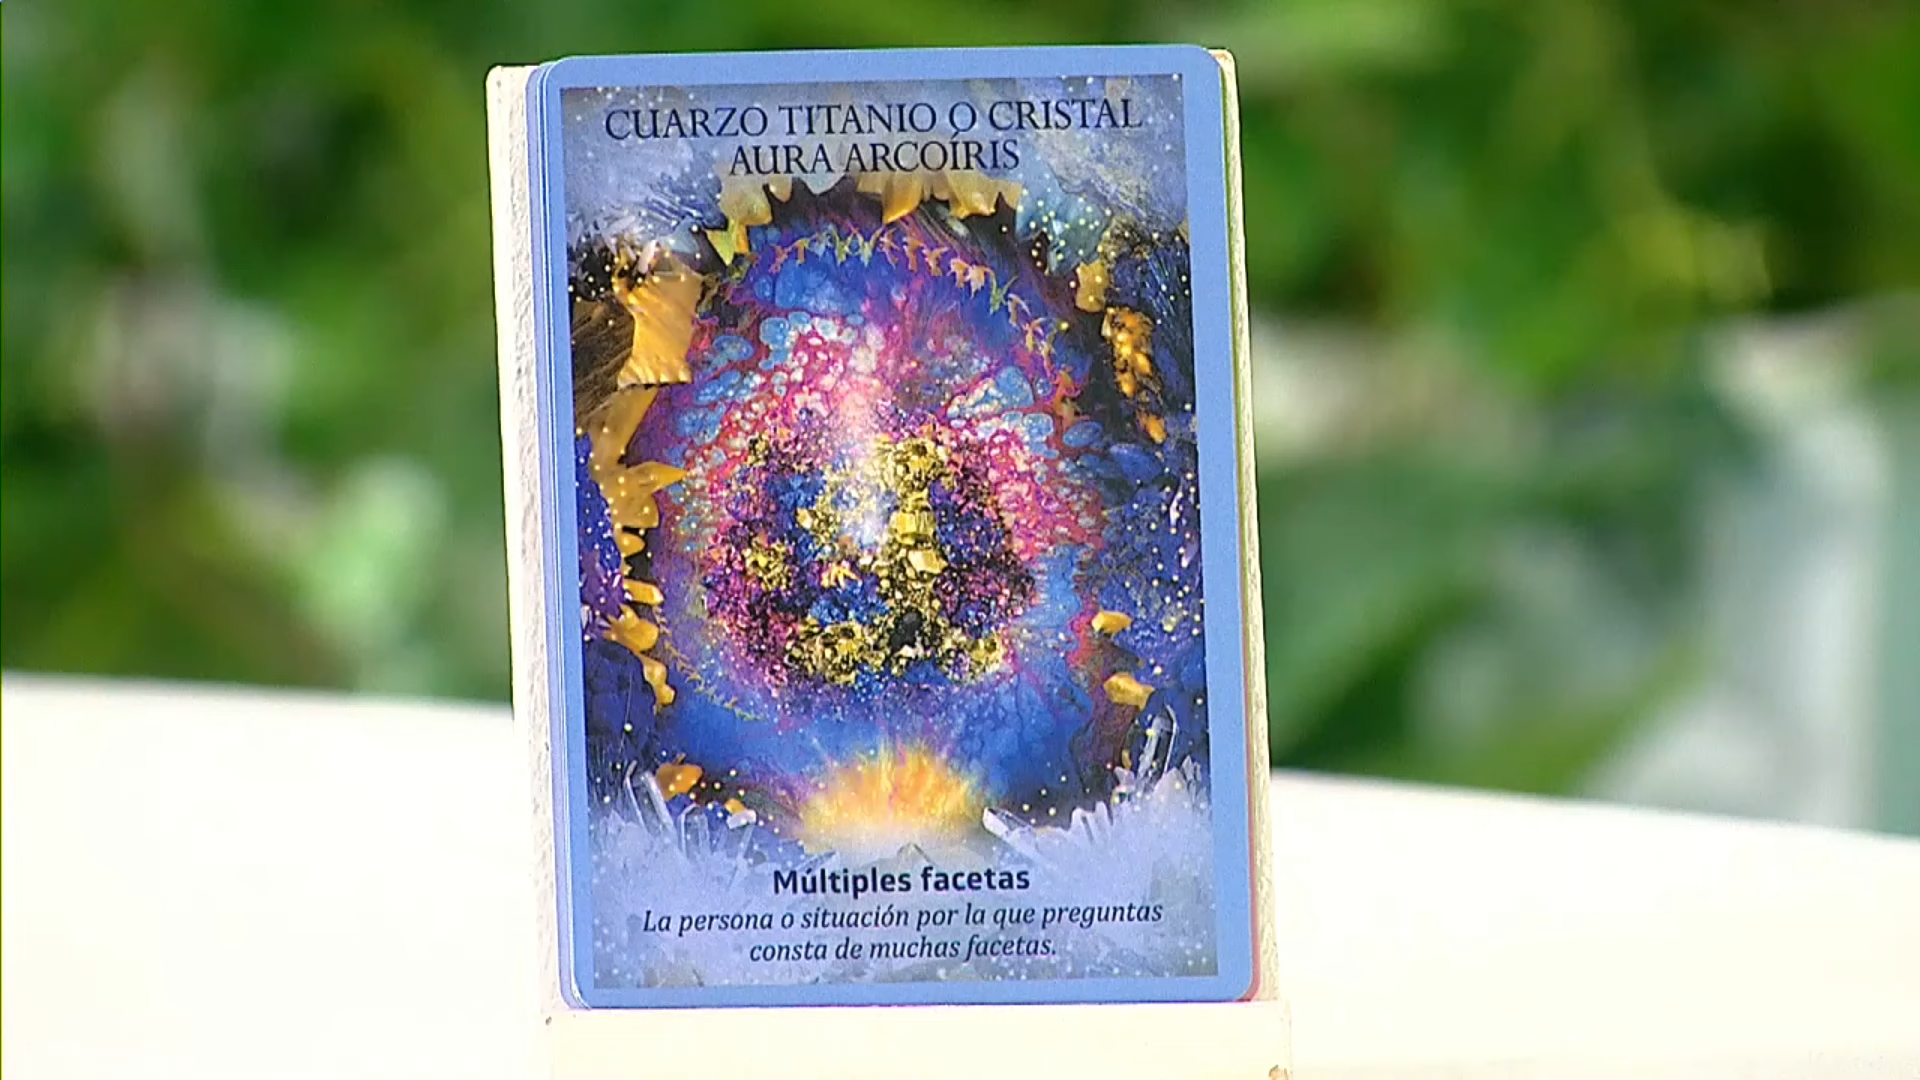 CUARZO TITANIO O CRISTAL
AURA ARCOÍRIS
Múltiples facetas
La persona o situación por la que preguntas
consta de muchas facetas.